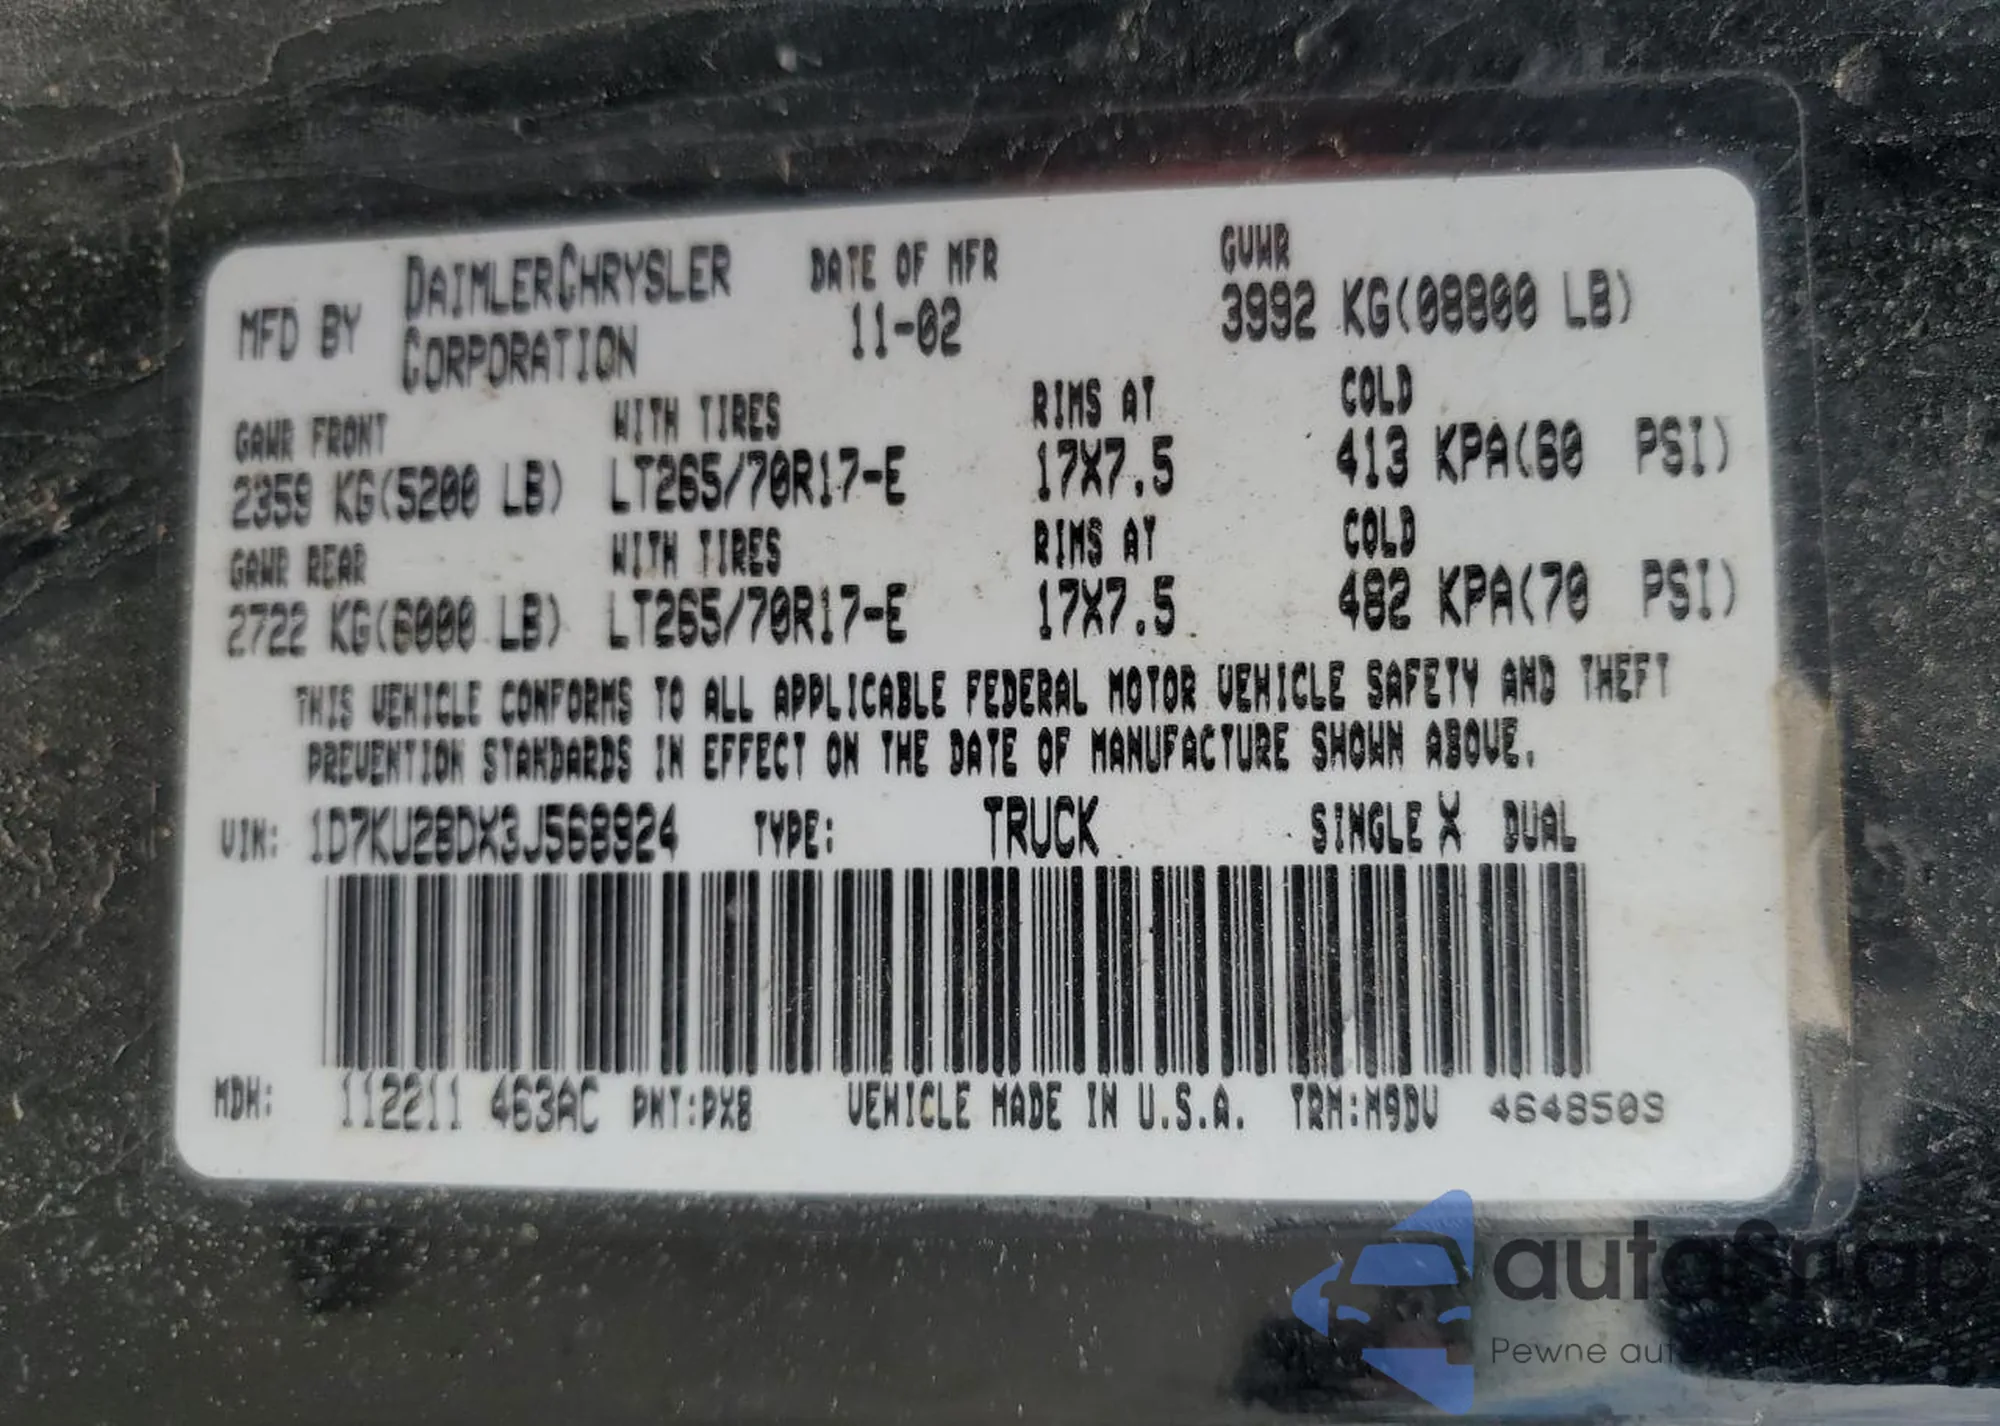 MFD BY DAIMLERCHRYSLER CORPORATION DATE OF MFR 11-02 GVWR 3992 KG(08800 LB)
GAWR FRONT WITH TIRES RIMS AT COLD
2359 KG(5200 LB) LT265/70R17-E 17X7.5 413 KPA(60 PSI)
GAWR REAR WITH TIRES RIMS AT COLD
2722 KG(6000 LB) LT265/70R17-E 17X7.5 482 KPA(70 PSI)
THIS VEHICLE CONFORMS TO ALL APPLICABLE FEDERAL MOTOR VEHICLE SAFETY AND THEFT
PREVENTION STANDARDS IN EFFECT ON THE DATE OF MANUFACTURE SHOWN ABOVE.
VIN: 1D7KU28DX3J568924 TYPE: TRUCK SINGLE X DUAL
MDH: 112211 463AC PNT:PX8 VEHICLE MADE IN U.S.A. TRM:M9DV 4648509
autasnap
Pewne